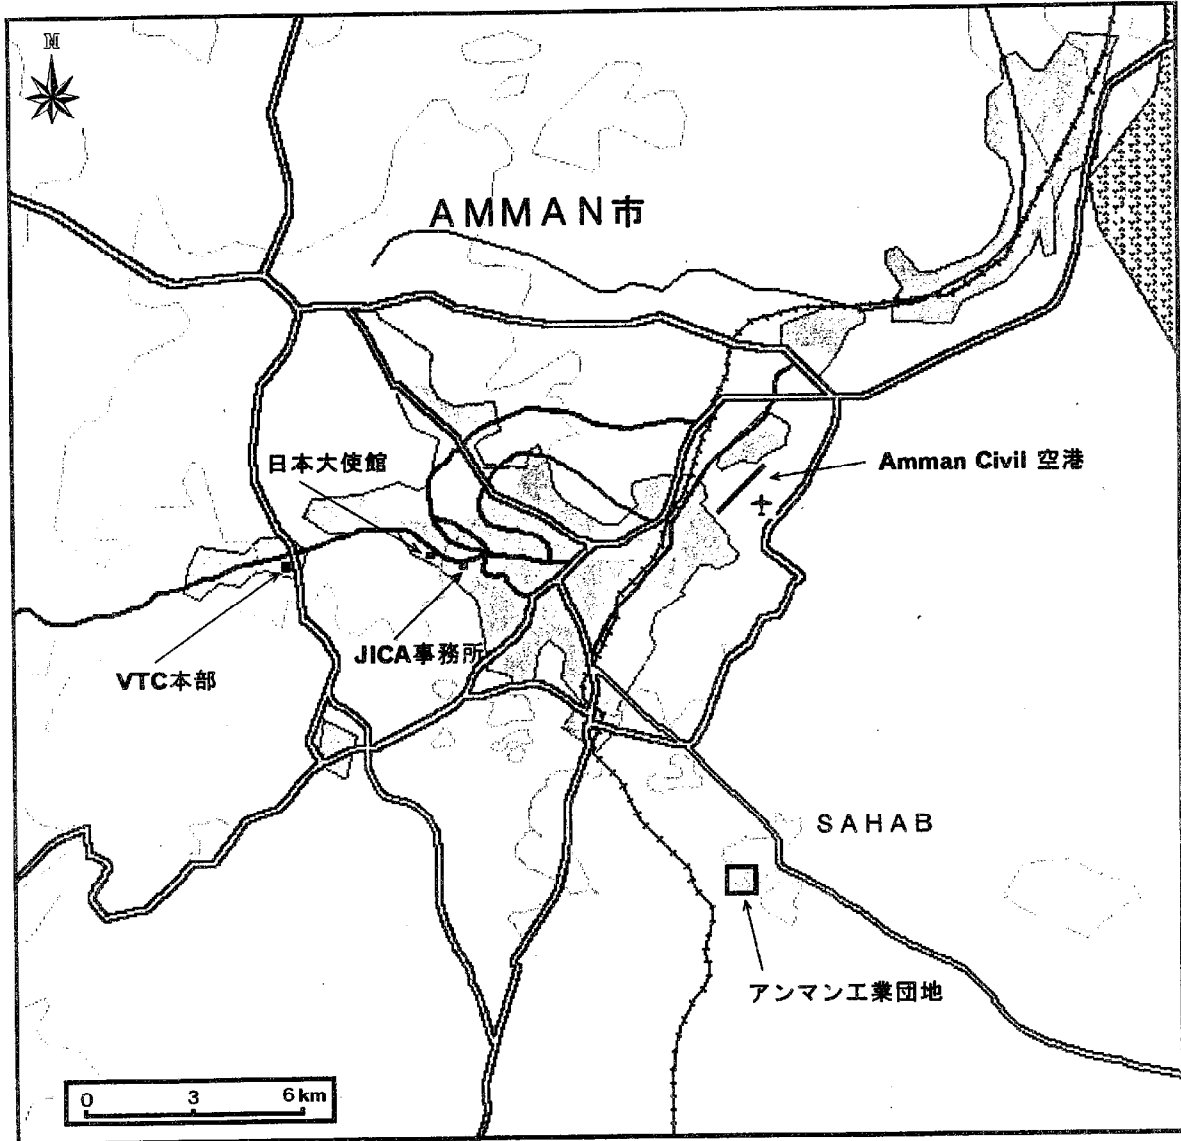 N
AMMAN市
日本大使館
Amman Civil 空港
JICA事務所
VTC本部
SAHAB
アンマン工業団地
0 3 6km